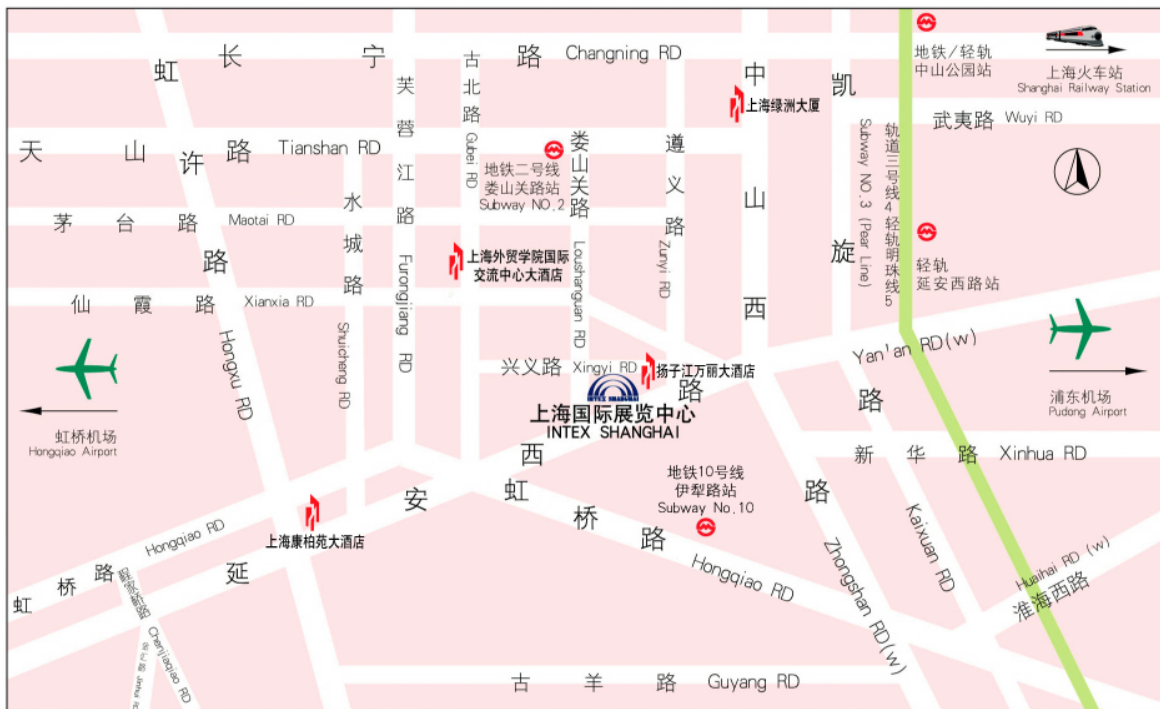 长宁路 Changning RD
地铁/轻轨
中山公园站
上海火车站
Shanghai Railway Station
虹许路
Hongxu RD
芙蓉江路
Furongjiang RD
古北路
Gubei RD
中山西路
Zhongshan RD(w)
凯旋路
Kaixuan RD
上海绿洲大厦
武夷路 Wuyi RD
天山路 Tianshan RD
地铁二号线
娄山关路站
Subway NO.2
娄山关路
Loushanguan RD
遵义路
Zunyi RD
Subway NO.3 (Pear Line)
轨道三号线4 轻轨明珠线5
水城路
Shuicheng RD
茅台路 Maotai RD
上海外贸学院国际
交流中心大酒店
轻轨
延安西路站
仙霞路 Xianxia RD
延安西路
Yan'an RD(w)
兴义路 Xingyi RD
扬子江万丽大酒店
INTEX SHANGHAI
上海国际展览中心
INTEX SHANGHAI
虹桥机场
Hongqiao Airport
浦东机场
Pudong Airport
新华路 Xinhua RD
地铁10号线
伊犁路站
Subway No.10
虹桥路
Hongqiao RD
上海康柏苑大酒店
虹桥路
Hongqiao RD
程家桥路
Chenjiaqiao RD
Jinhui RD
Huaihai RD (w)
淮海西路
古羊路 Guyang RD